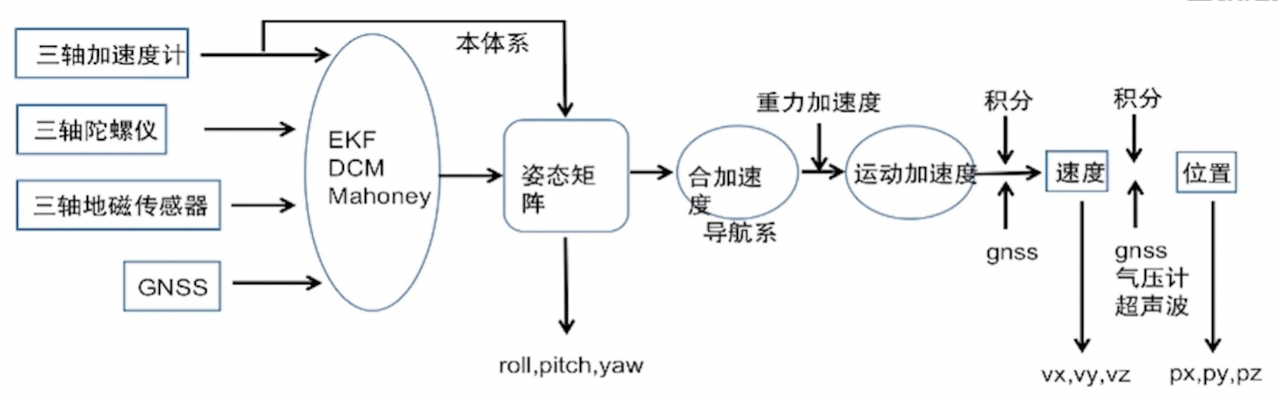 三轴加速度计
三轴陀螺仪
三轴地磁传感器
GNSS
EKF
DCM
Mahoney
本体系
姿态矩
阵
roll,pitch,yaw
合加速
度
导航系
重力加速度
运动加速度
积分
gnss
速度
vx,vy,vz
积分
gnss
气压计
超声波
位置
px,py,pz